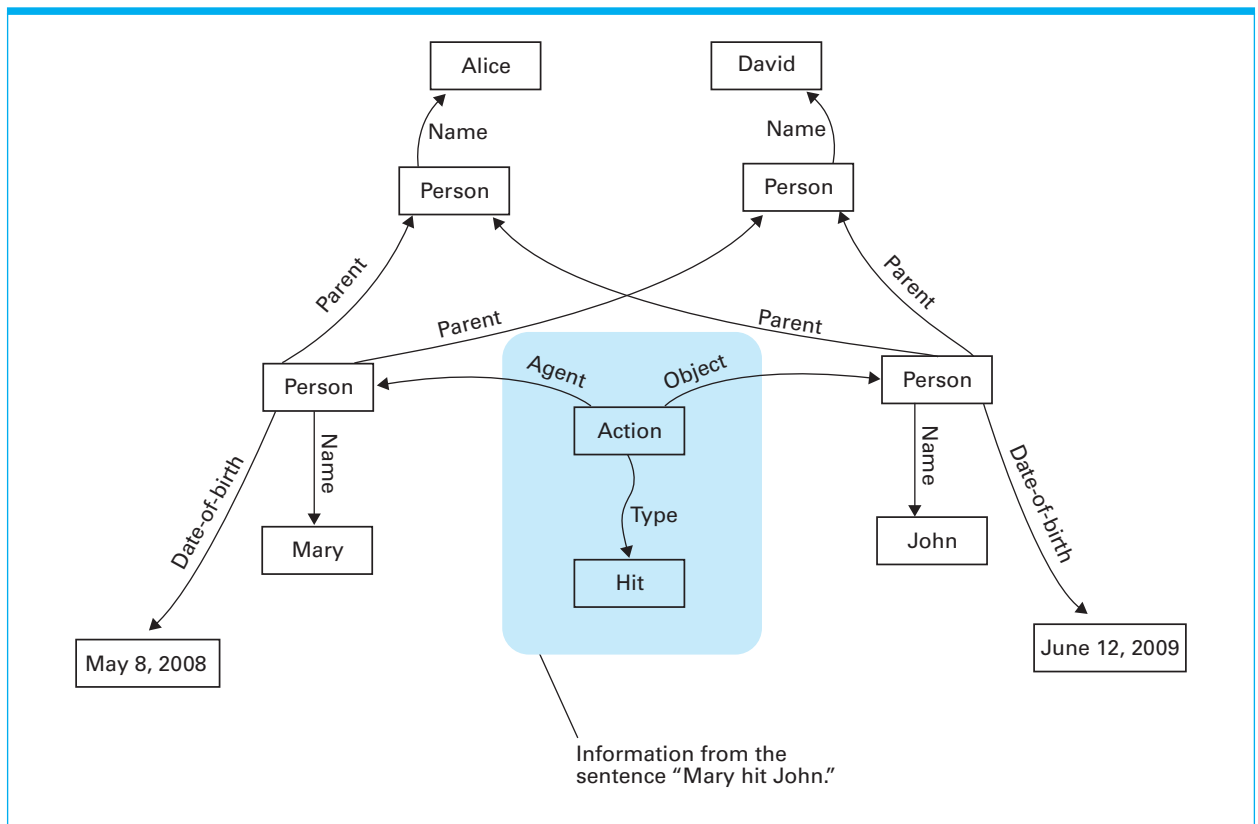 Alice
David
Name
Name
Person
Person
Parent
Parent
Parent
Parent
Person
Agent
Object
Person
Action
Name
Name
Date-of-birth
Date-of-birth
Type
Mary
John
Hit
May 8, 2008
June 12, 2009
Information from the
sentence “Mary hit John.”